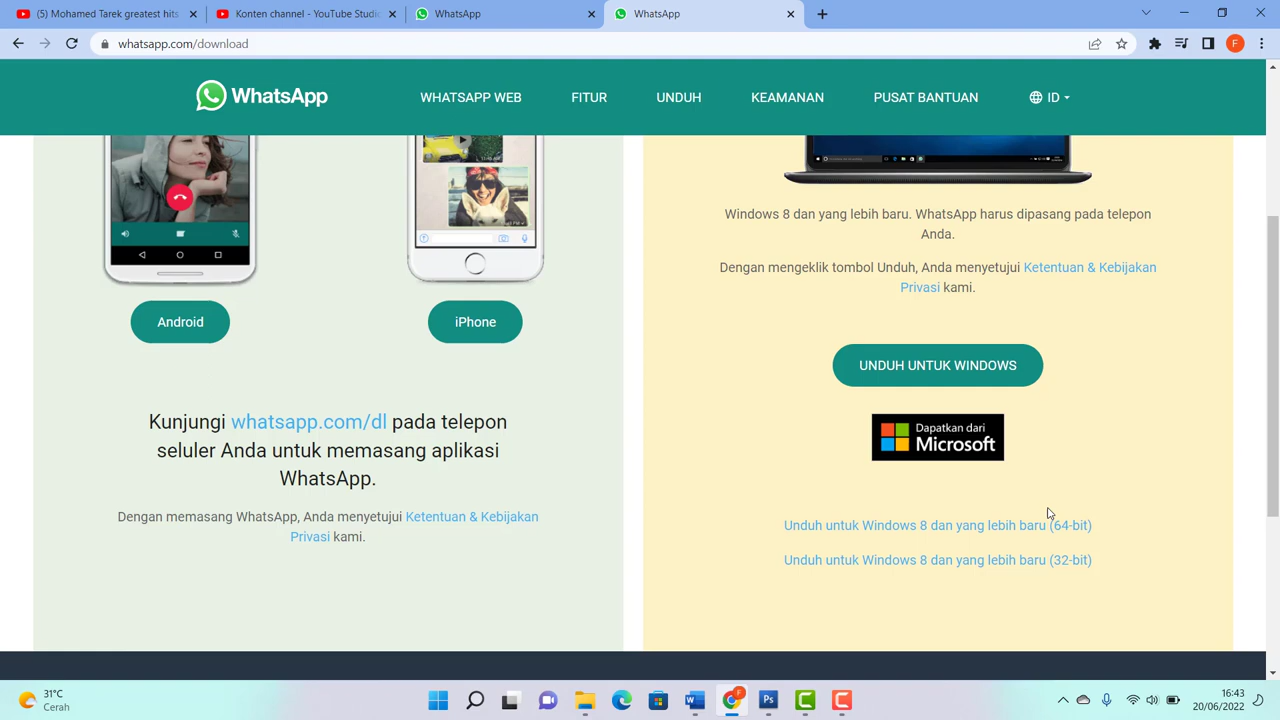 (5) Mohamed Tarek greatest hits
Konten channel - YouTube Studio
WhatsApp
WhatsApp
whatsapp.com/download
F
WhatsApp
WHATSAPP WEB
FITUR
UNDUH
KEAMANAN
PUSAT BANTUAN
ID
Android
iPhone
Kunjungi whatsapp.com/dl pada telepon
seluler Anda untuk memasang aplikasi
WhatsApp.
Dengan memasang WhatsApp, Anda menyetujui Ketentuan & Kebijakan
Privasi kami.
Windows 8 dan yang lebih baru. WhatsApp harus dipasang pada telepon
Anda.
Dengan mengeklik tombol Unduh, Anda menyetujui Ketentuan & Kebijakan
Privasi kami.
UNDUH UNTUK WINDOWS
Dapatkan dari
Microsoft
Unduh untuk Windows 8 dan yang lebih baru (64-bit)
Unduh untuk Windows 8 dan yang lebih baru (32-bit)
31°C
Cerah
F
W
Ps
C
C
16:43
20/06/2022